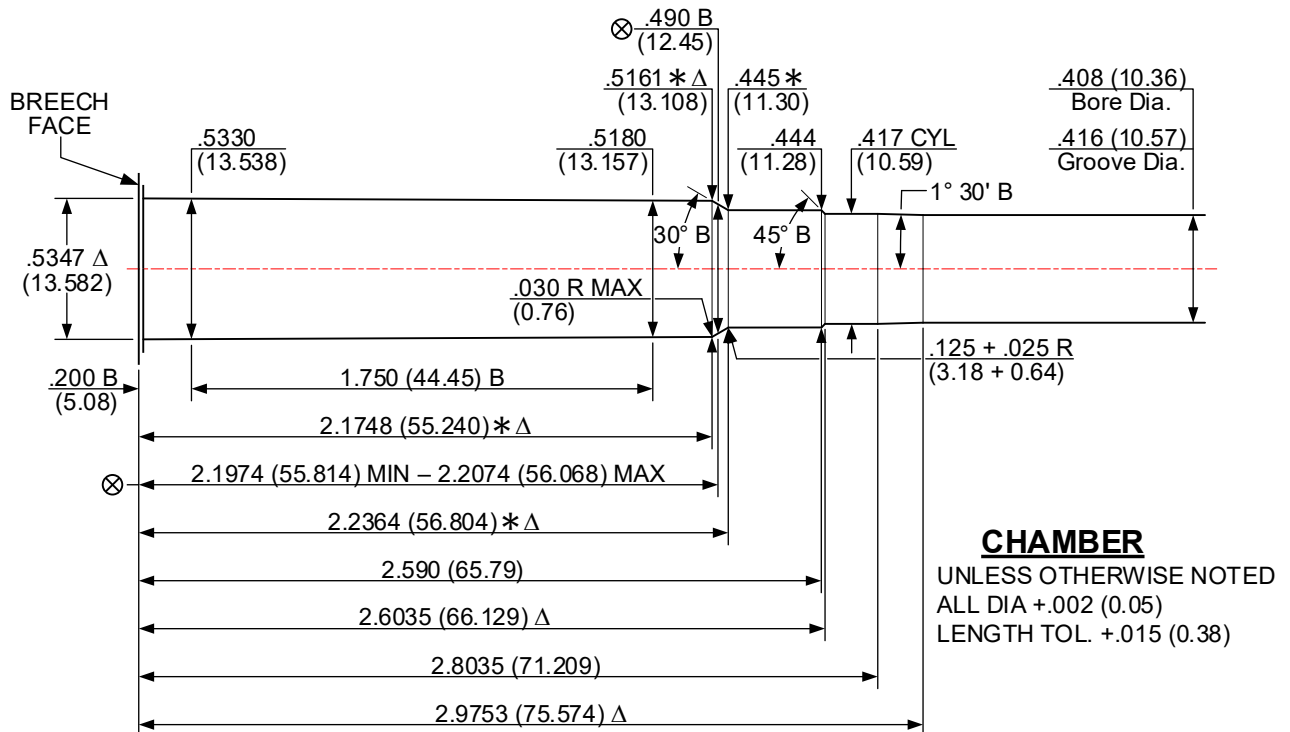 ⊗ .490 B
(12.45)
.5161 * Δ
(13.108)
.445 *
(11.30)
.408 (10.36)
Bore Dia.
BREECH
FACE
.5330
(13.538)
.5180
(13.157)
.444
(11.28)
.417 CYL
(10.59)
.416 (10.57)
Groove Dia.
1° 30' B
30° B
45° B
.5347 Δ
(13.582)
.030 R MAX
(0.76)
.125 + .025 R
(3.18 + 0.64)
.200 B
(5.08)
1.750 (44.45) B
2.1748 (55.240) * Δ
⊗ 2.1974 (55.814) MIN – 2.2074 (56.068) MAX
2.2364 (56.804) * Δ
2.590 (65.79)
2.6035 (66.129) Δ
2.8035 (71.209)
2.9753 (75.574) Δ
CHAMBER
UNLESS OTHERWISE NOTED
ALL DIA +.002 (0.05)
LENGTH TOL. +.015 (0.38)